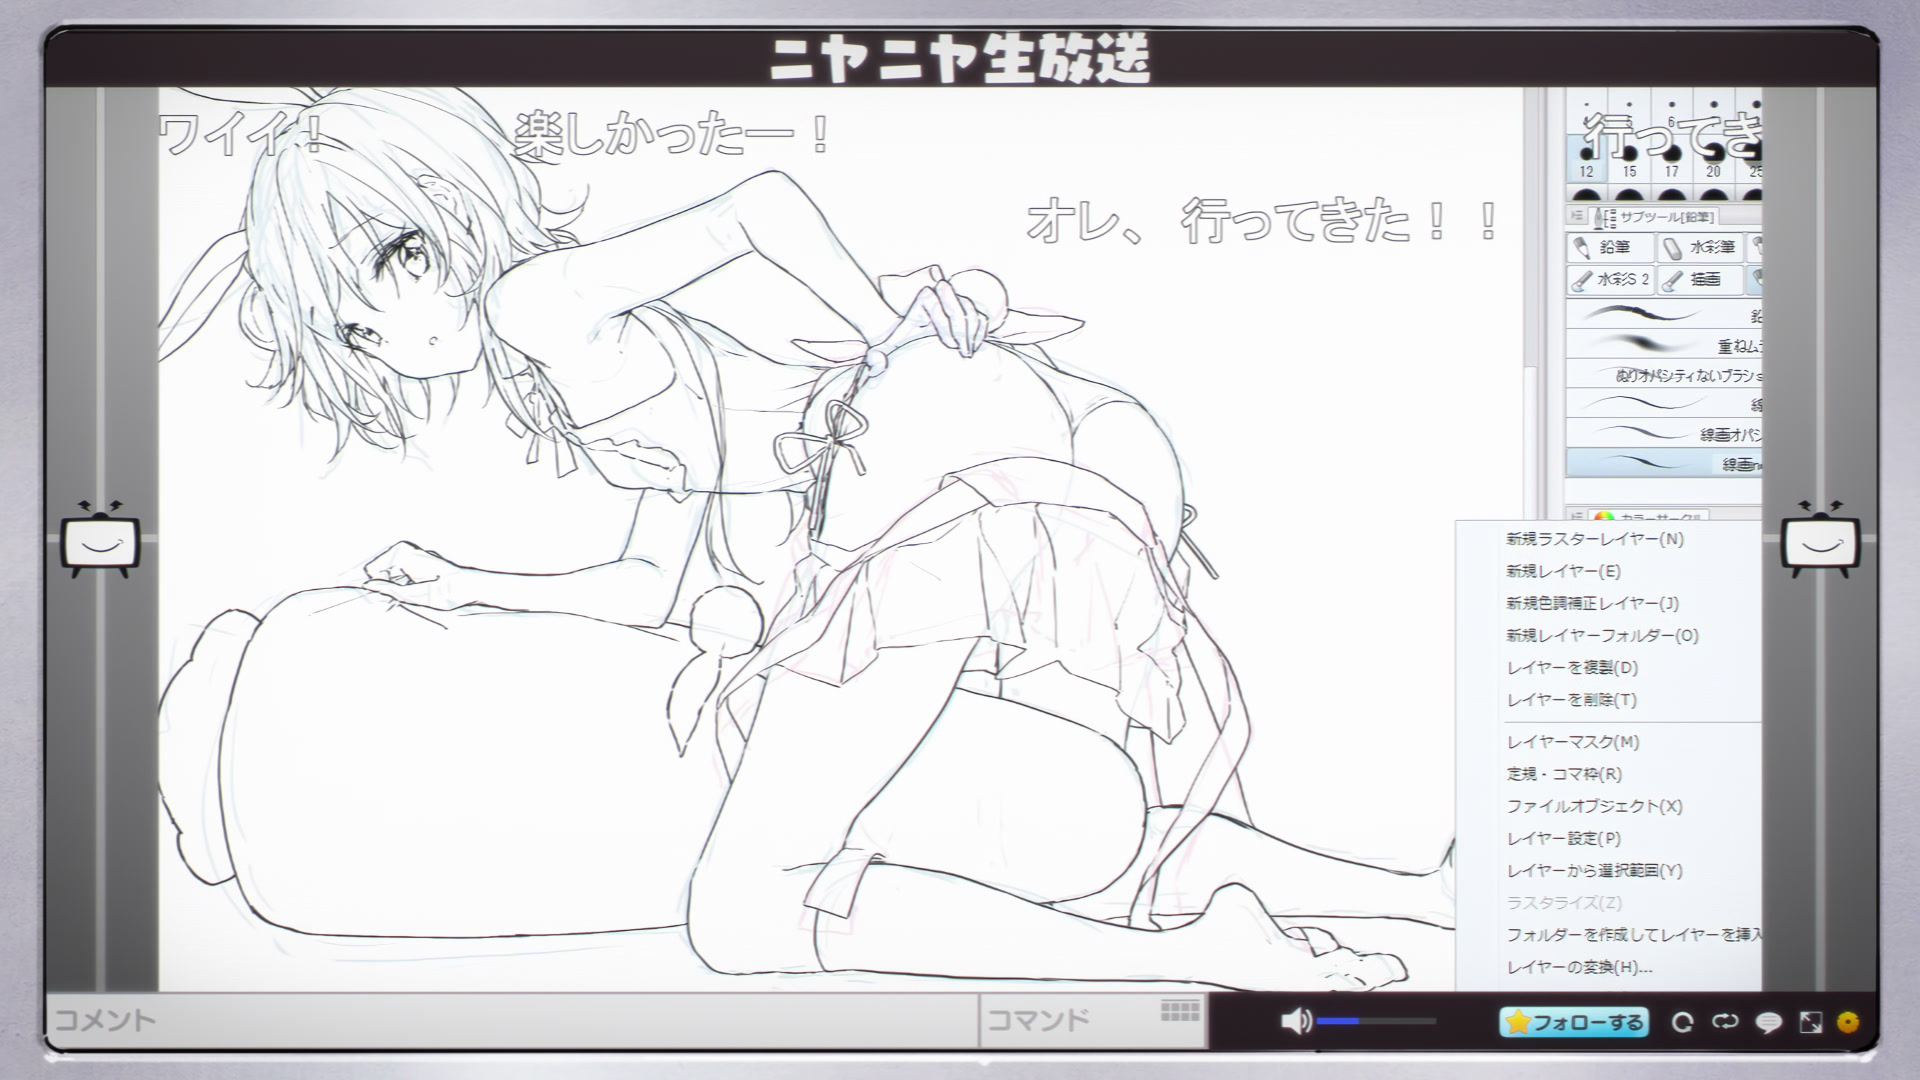 ニヤニヤ生放送
ワイイ！
楽しかったー！
行ってき
オレ、行ってきた！！
12 15 17 20 25
サブツール[鉛筆]
鉛筆 水彩筆
水彩S 2 描画
重ねム
ぬりオパシティないブラシ
線画オパシ
線画
カラーサークル
新規ラスターレイヤー(N)
新規レイヤー(E)
新規色調補正レイヤー(J)
新規レイヤーフォルダー(O)
レイヤーを複製(D)
レイヤーを削除(T)
レイヤーマスク(M)
定規・コマ枠(R)
ファイルオブジェクト(X)
レイヤー設定(P)
レイヤーから選択範囲(Y)
ラスタライズ(Z)
フォルダーを作成してレイヤーを挿入
レイヤーの変換(H)...
コメント
コマンド
フォローする